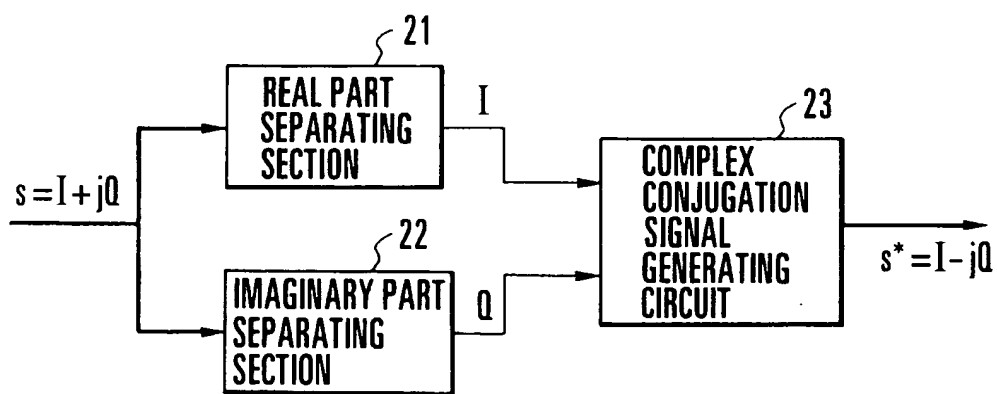 21
REAL PART
SEPARATING
SECTION
I
23
s=I+jQ
COMPLEX
CONJUGATION
SIGNAL
GENERATING
CIRCUIT
s*=I-jQ
22
IMAGINARY PART
SEPARATING
SECTION
Q